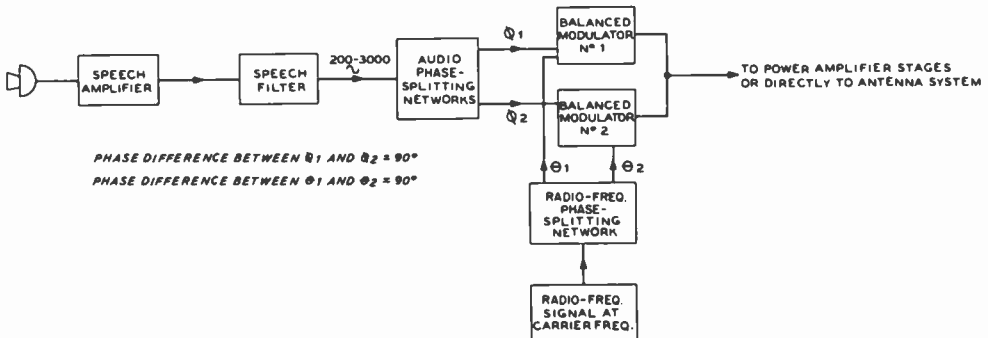 SPEECH
AMPLIFIER
SPEECH
FILTER
200-3000
AUDIO
PHASE-
SPLITTING
NETWORKS
Φ1
Φ2
BALANCED
MODULATOR
Nº 1
BALANCED
MODULATOR
Nº 2
TO POWER AMPLIFIER STAGES
OR DIRECTLY TO ANTENNA SYSTEM
PHASE DIFFERENCE BETWEEN Φ1 AND Φ2 = 90°
PHASE DIFFERENCE BETWEEN Θ1 AND Θ2 = 90°
Θ1
Θ2
RADIO-FREQ.
PHASE-
SPLITTING
NETWORK
RADIO-FREQ.
SIGNAL AT
CARRIER FREQ.